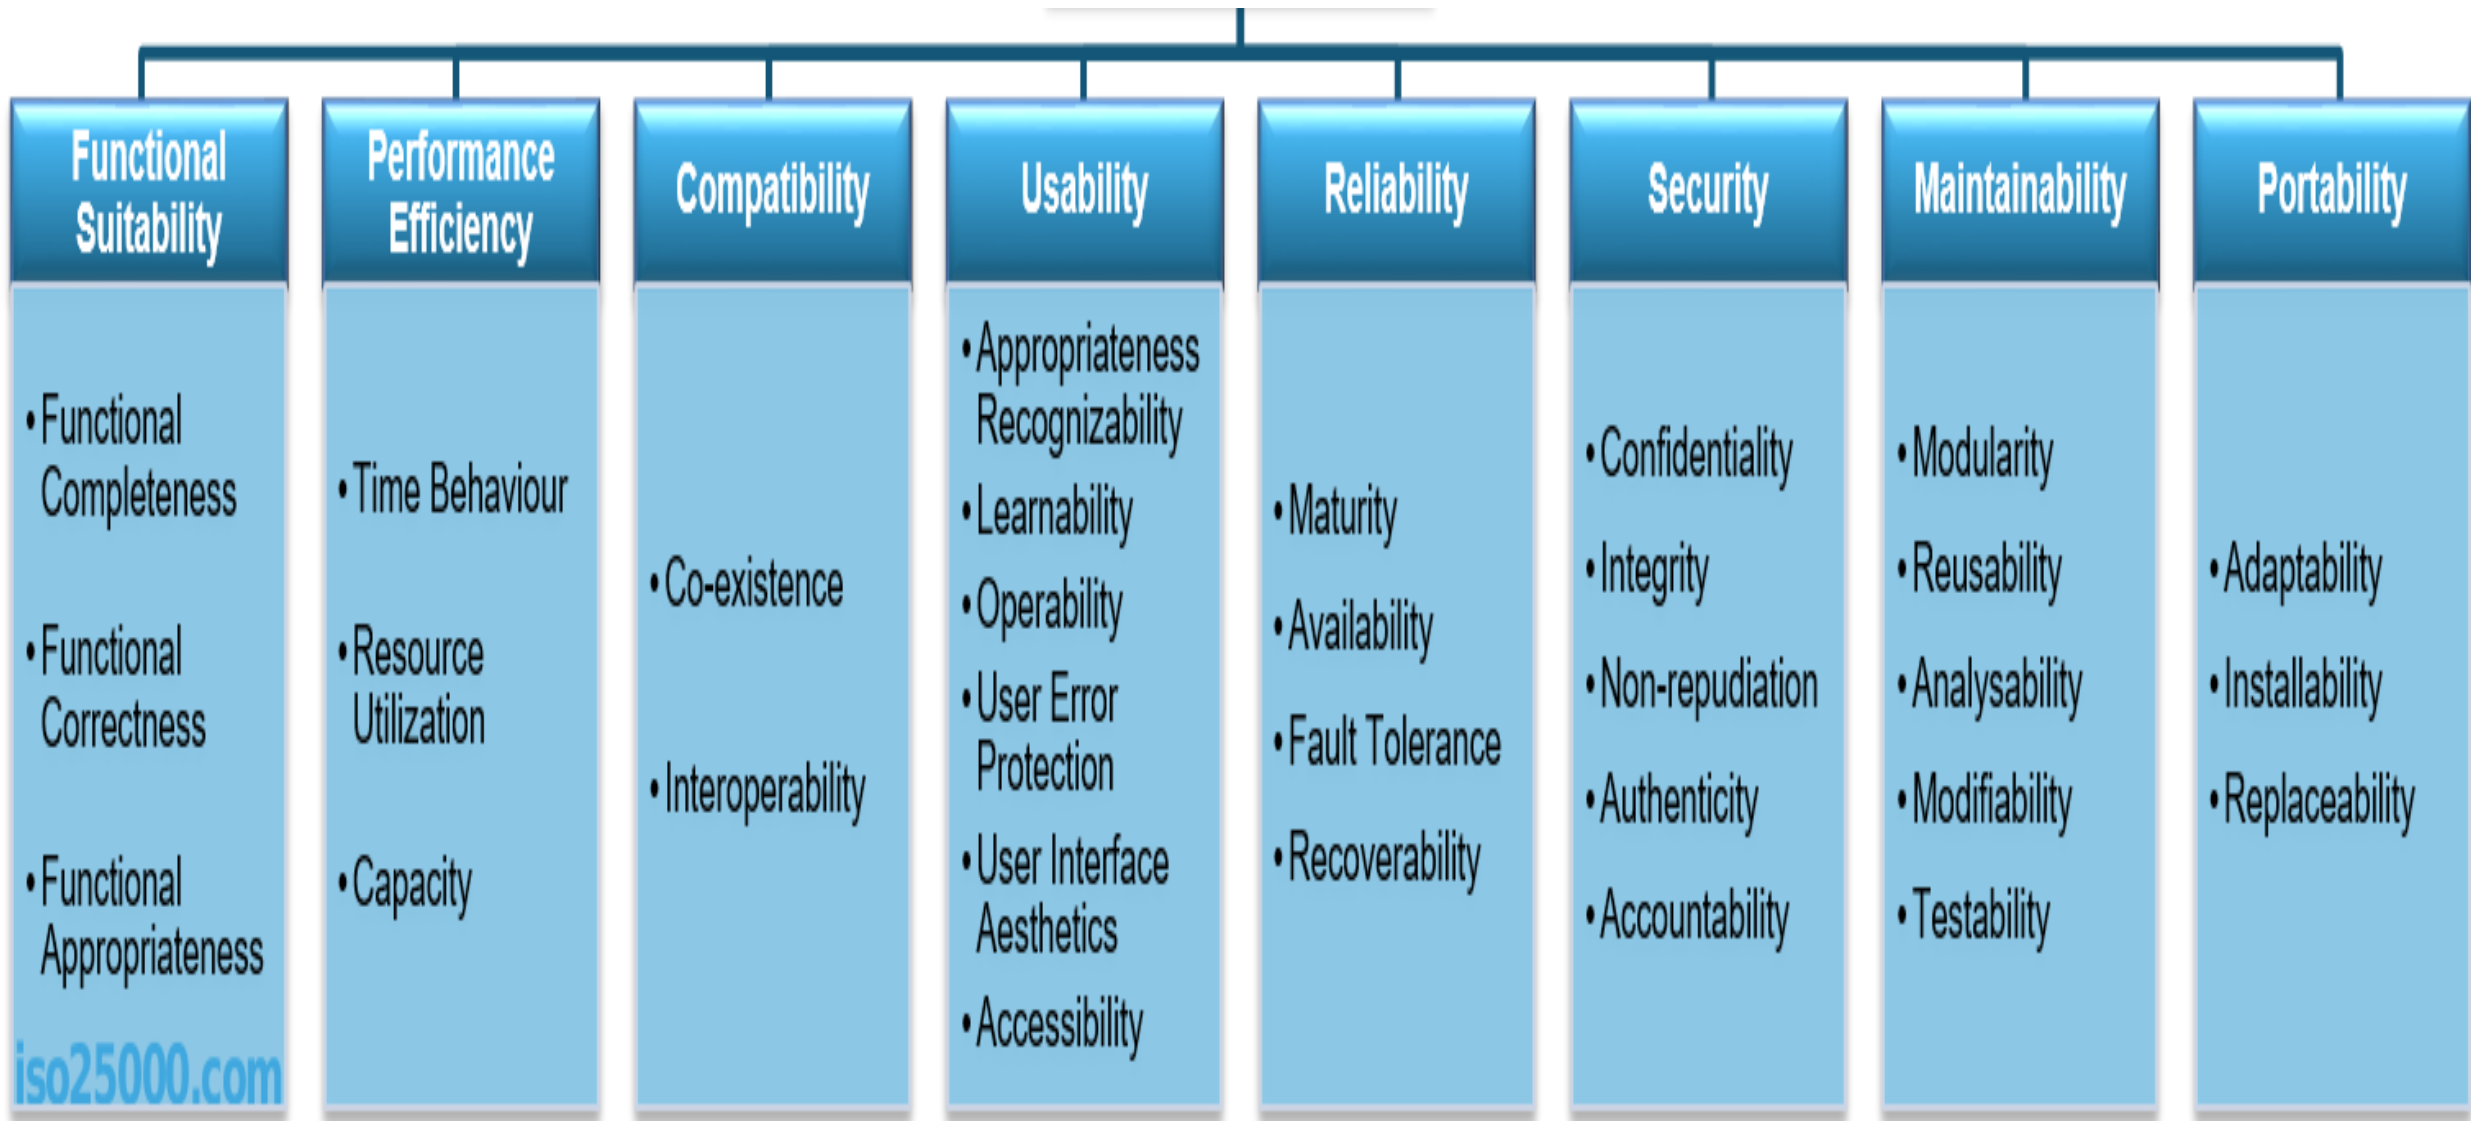 Functional
Suitability
• Functional
Completeness
• Functional
Correctness
• Functional
Appropriateness
iso25000.com
Performance
Efficiency
• Time Behaviour
• Resource
Utilization
• Capacity
Compatibility
• Co-existence
• Interoperability
Usability
• Appropriateness
Recognizability
• Learnability
• Operability
• User Error
Protection
• User Interface
Aesthetics
• Accessibility
Reliability
• Maturity
• Availability
• Fault Tolerance
• Recoverability
Security
• Confidentiality
• Integrity
• Non-repudiation
• Authenticity
• Accountability
Maintainability
• Modularity
• Reusability
• Analysability
• Modifiability
• Testability
Portability
• Adaptability
• Installability
• Replaceability